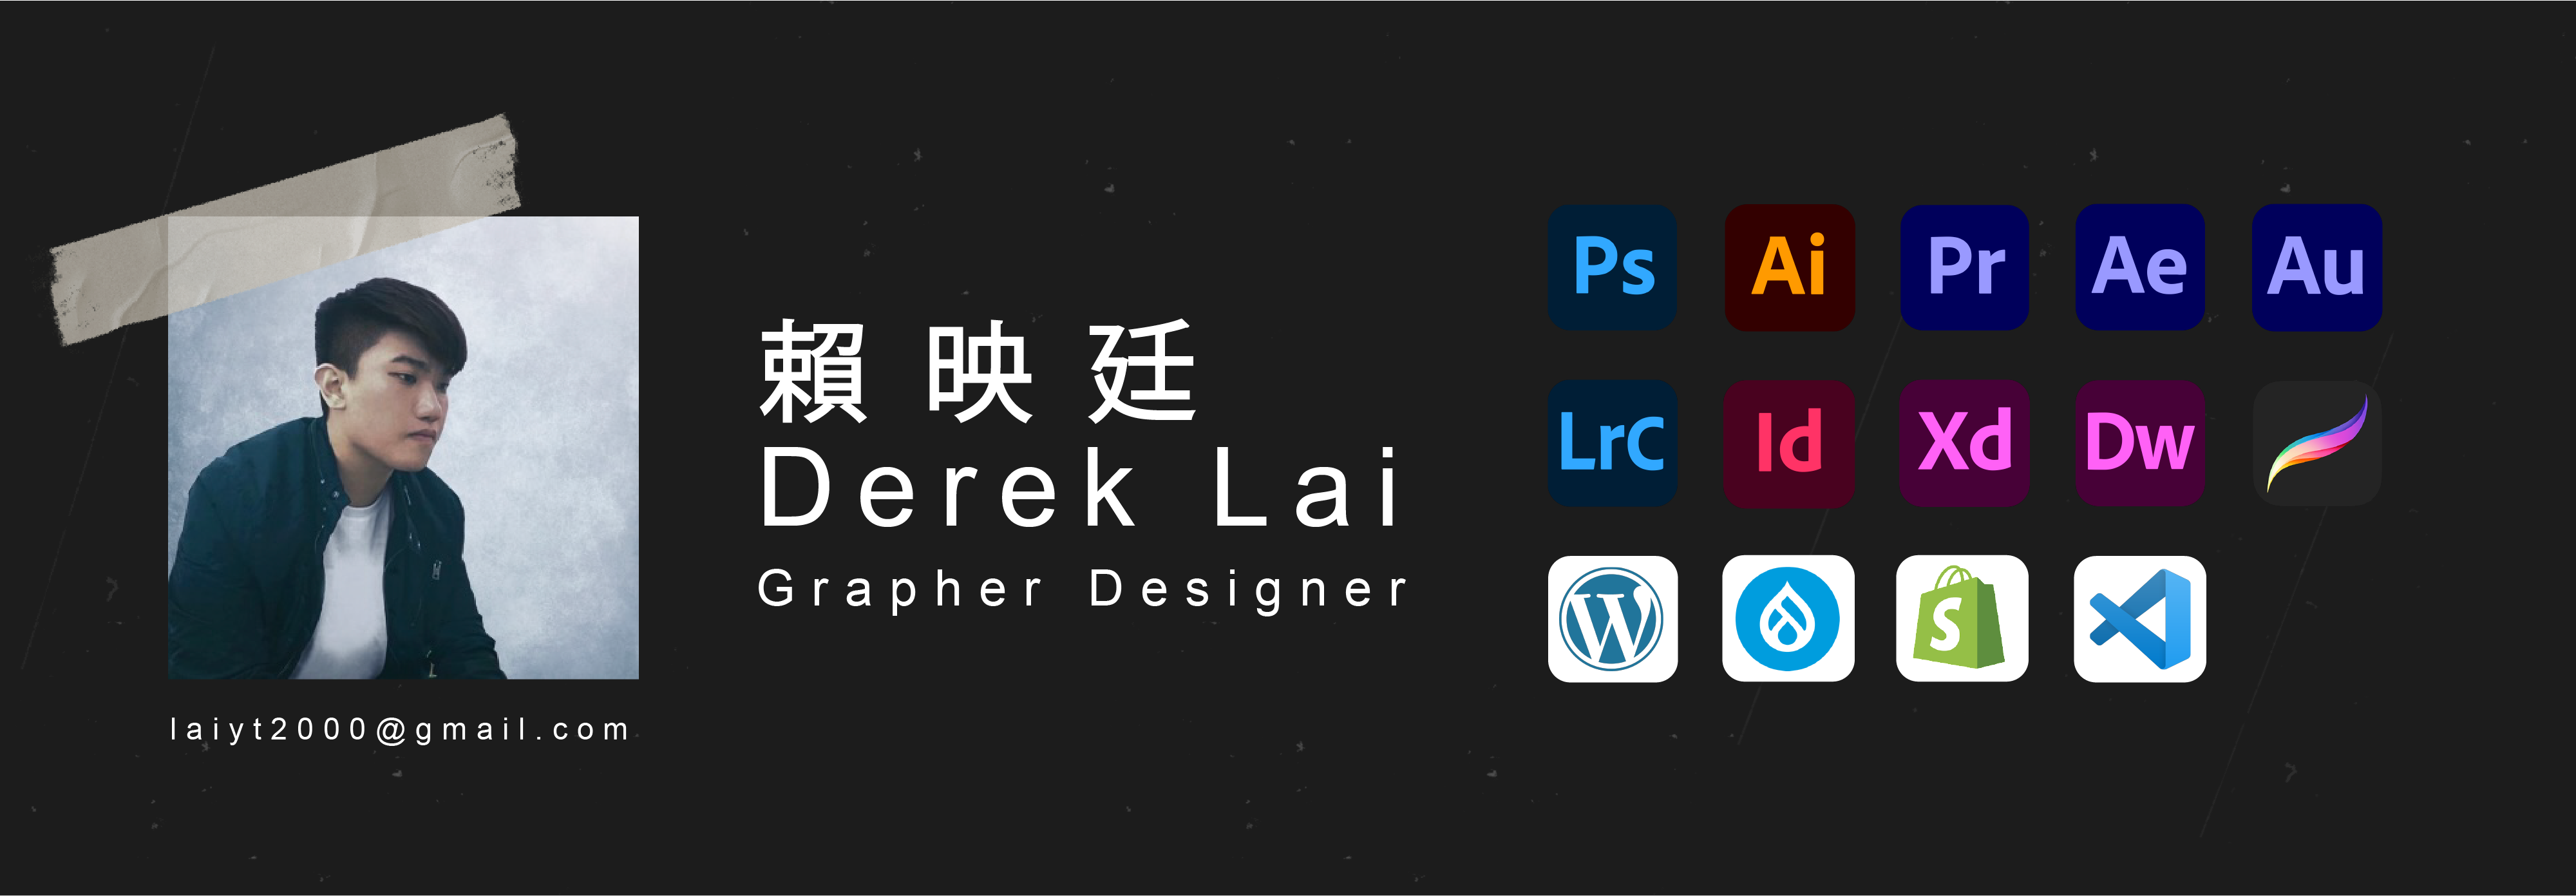 賴映廷
Derek Lai
Grapher Designer
laiyt2000@gmail.com
Ps Ai Pr Ae Au
LrC Id Xd Dw
W S